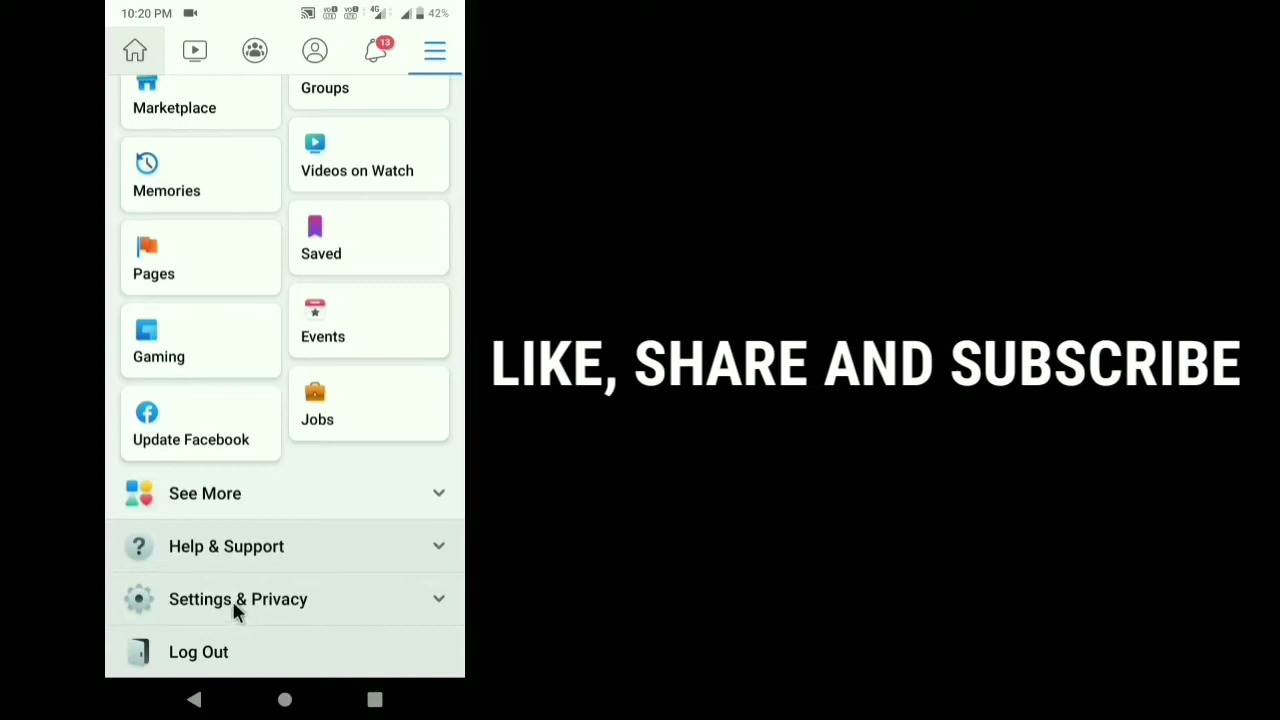 10:20 PM 4G 42%
13
Marketplace
Groups
Memories
Videos on Watch
Pages
Saved
Gaming
Events
Update Facebook
Jobs
See More
Help & Support
Settings & Privacy
Log Out
LIKE, SHARE AND SUBSCRIBE